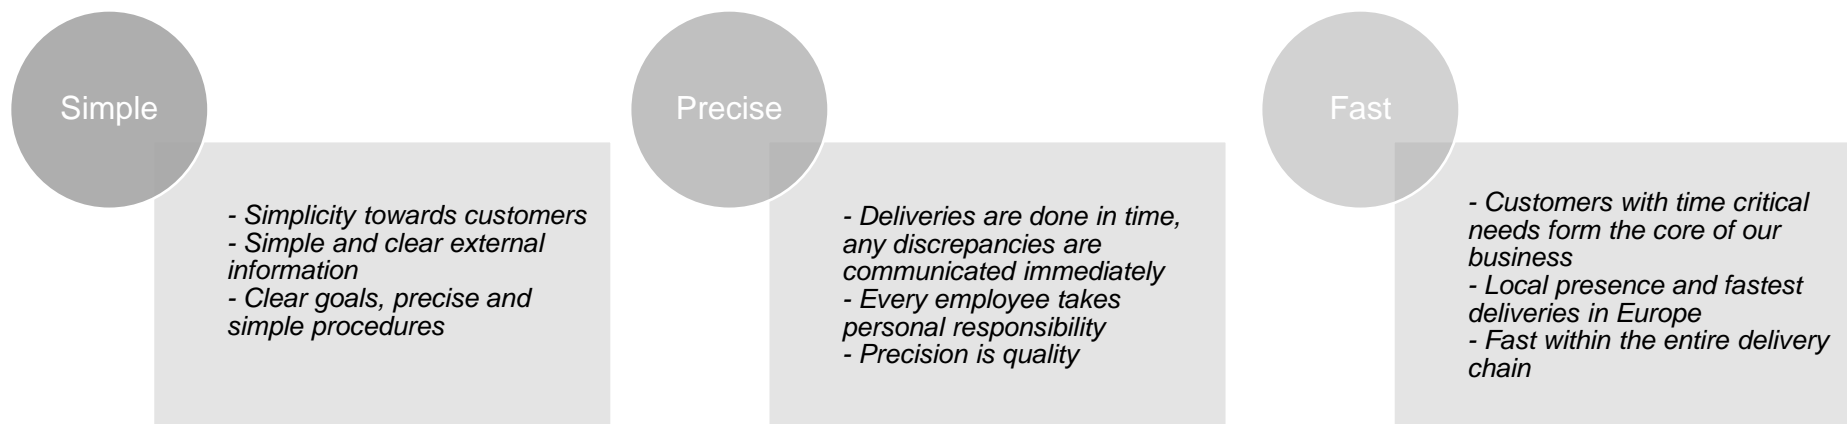 Simple
- Simplicity towards customers
- Simple and clear external
information
- Clear goals, precise and
simple procedures
Precise
- Deliveries are done in time,
any discrepancies are
communicated immediately
- Every employee takes
personal responsibility
- Precision is quality
Fast
- Customers with time critical
needs form the core of our
business
- Local presence and fastest
deliveries in Europe
- Fast within the entire delivery
chain